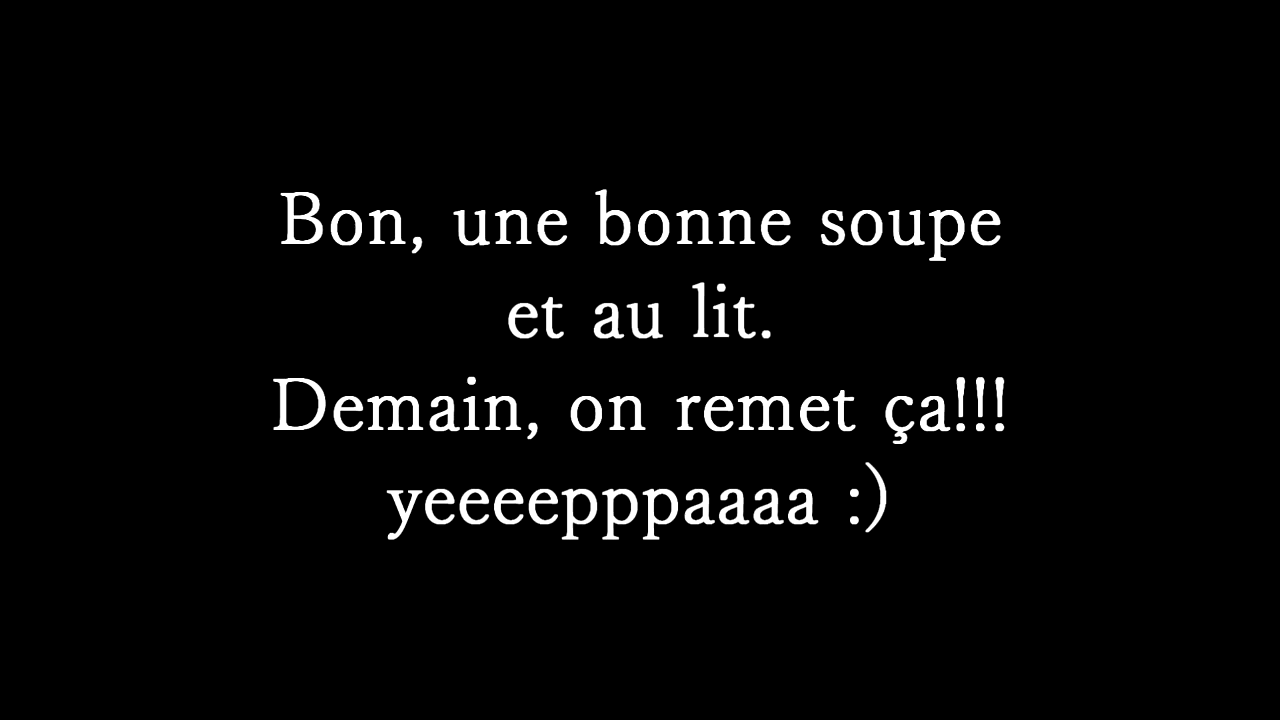 Bon, une bonne soupe
et au lit.
Demain, on remet ça!!!
yeeeepppaaaa :)